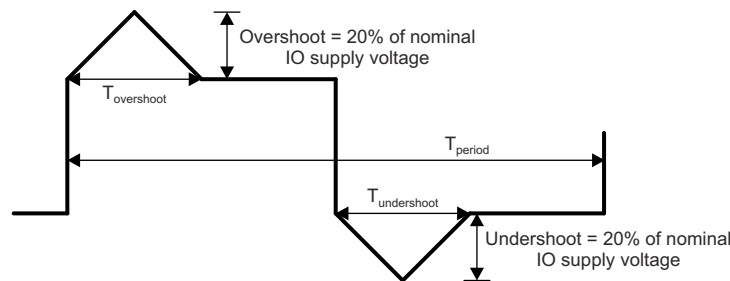 Overshoot = 20% of nominal
IO supply voltage
Tovershoot
Tperiod
Tundershoot
Undershoot = 20% of nominal
IO supply voltage